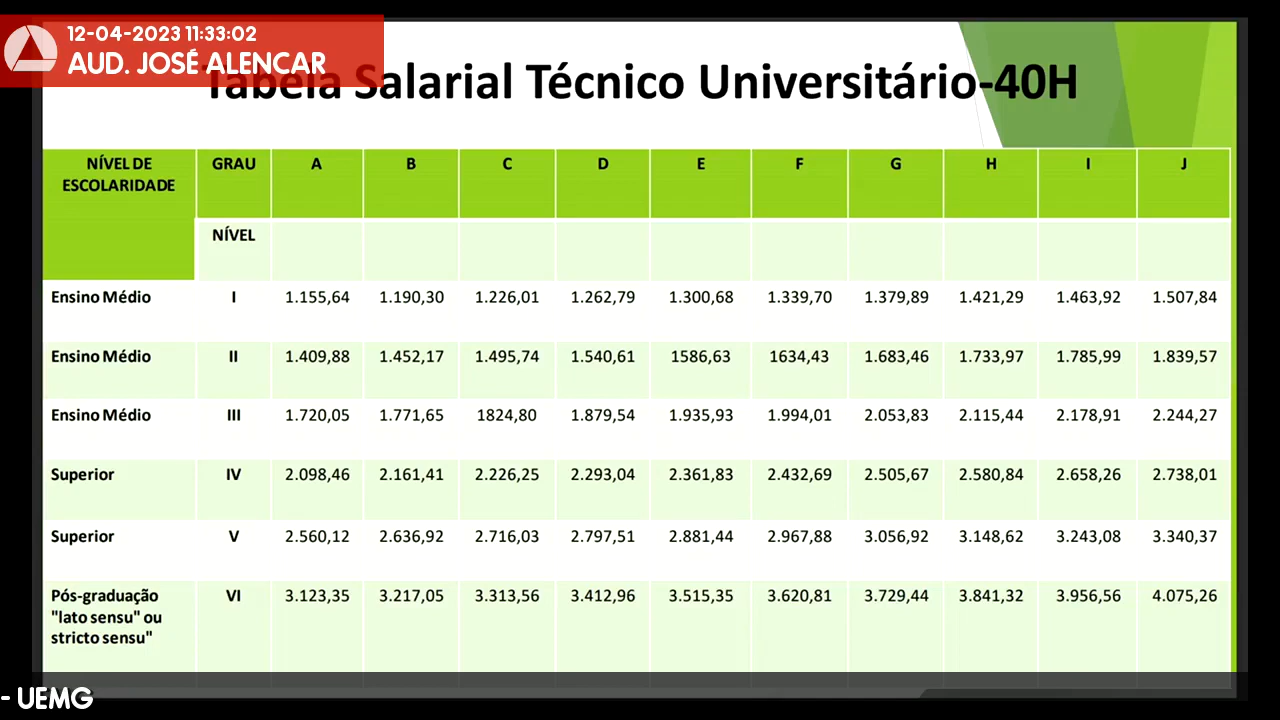 12-04-2023 11:33:02
AUD. JOSÉ ALENCAR
Tabela Salarial Técnico Universitário-40H
NÍVEL DE ESCOLARIDADE GRAU A B C D E F G H I J
NÍVEL
Ensino Médio I 1.155,64 1.190,30 1.226,01 1.262,79 1.300,68 1.339,70 1.379,89 1.421,29 1.463,92 1.507,84
Ensino Médio II 1.409,88 1.452,17 1.495,74 1.540,61 1586,63 1634,43 1.683,46 1.733,97 1.785,99 1.839,57
Ensino Médio III 1.720,05 1.771,65 1824,80 1.879,54 1.935,93 1.994,01 2.053,83 2.115,44 2.178,91 2.244,27
Superior IV 2.098,46 2.161,41 2.226,25 2.293,04 2.361,83 2.432,69 2.505,67 2.580,84 2.658,26 2.738,01
Superior V 2.560,12 2.636,92 2.716,03 2.797,51 2.881,44 2.967,88 3.056,92 3.148,62 3.243,08 3.340,37
Pós-graduação VI 3.123,35 3.217,05 3.313,56 3.412,96 3.515,35 3.620,81 3.729,44 3.841,32 3.956,56 4.075,26
"lato sensu" ou
stricto sensu"
- UEMG